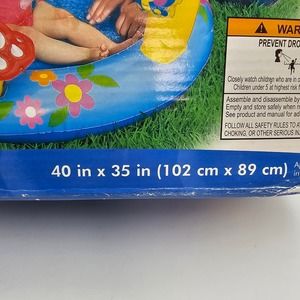 WAR
PREVENT DRO
Closely watch children who are in
Children under 5 at highest risk
Assemble and disassemble by
Empty and store safely when
See product and manual for ad
FOLLOW ALL SAFETY RULES TO
CHOKING, OR OTHER SERIOUS
40 in x 35 in (102 cm x 89 cm)